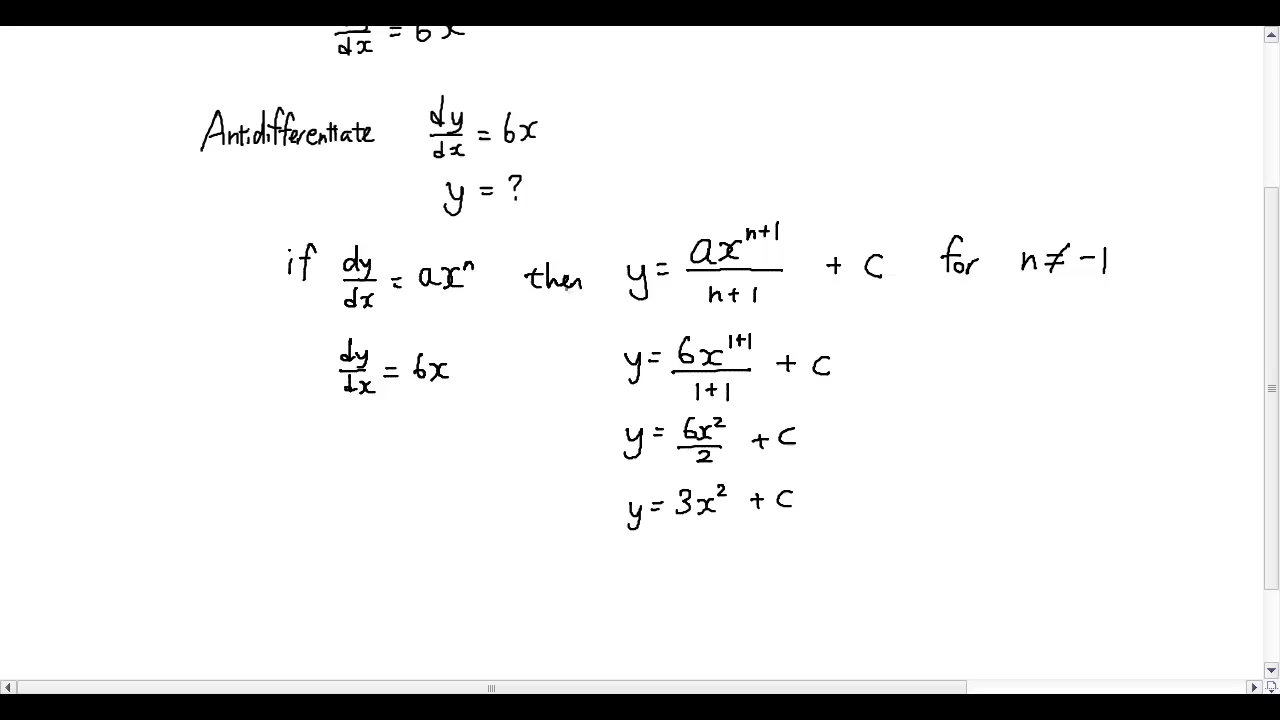 dy/dx = 6x
Antidifferentiate dy/dx = 6x
y = ?
if dy/dx = ax^n then y = ax^(n+1)/(n+1) + c for n ≠ -1
dy/dx = 6x y = 6x^(1+1)/(1+1) + c
y = 6x^2/2 + c
y = 3x^2 + c